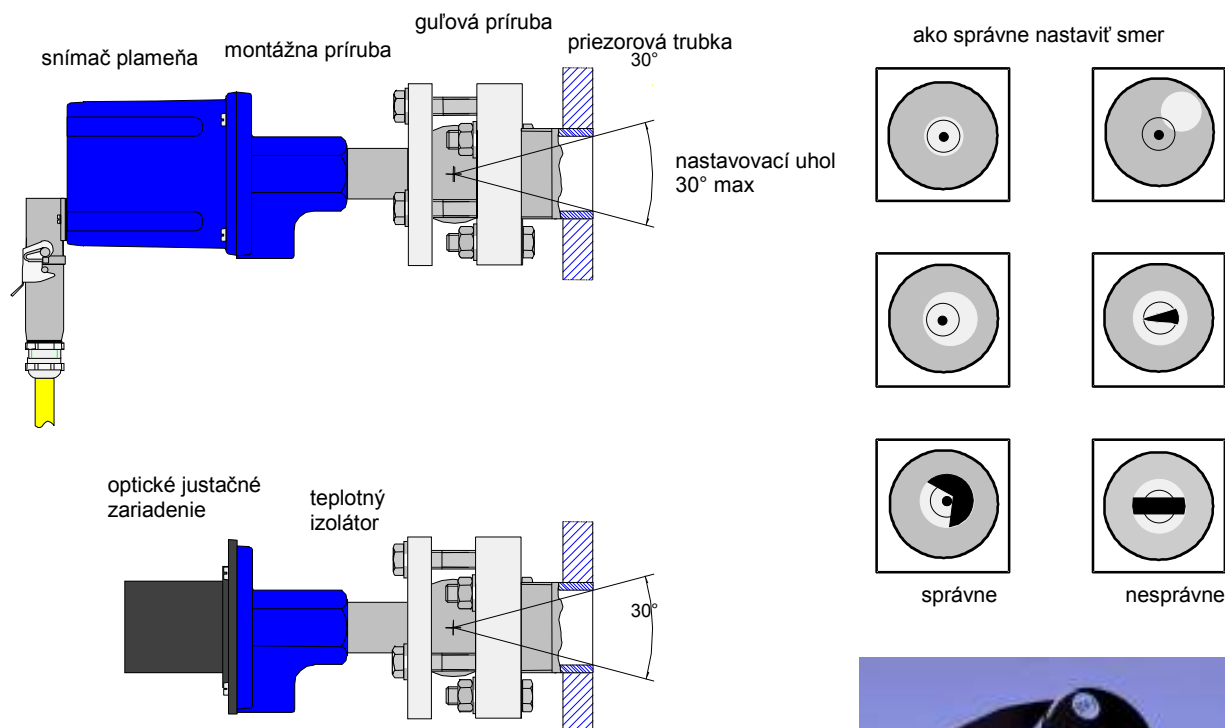 guľová príruba
snímač plameňa
montážna príruba
priezorová trubka
30°
nastavovací uhol
30° max
ako správne nastaviť smer
optické justačné
zariadenie
teplotný
izolátor
30°
správne
nesprávne